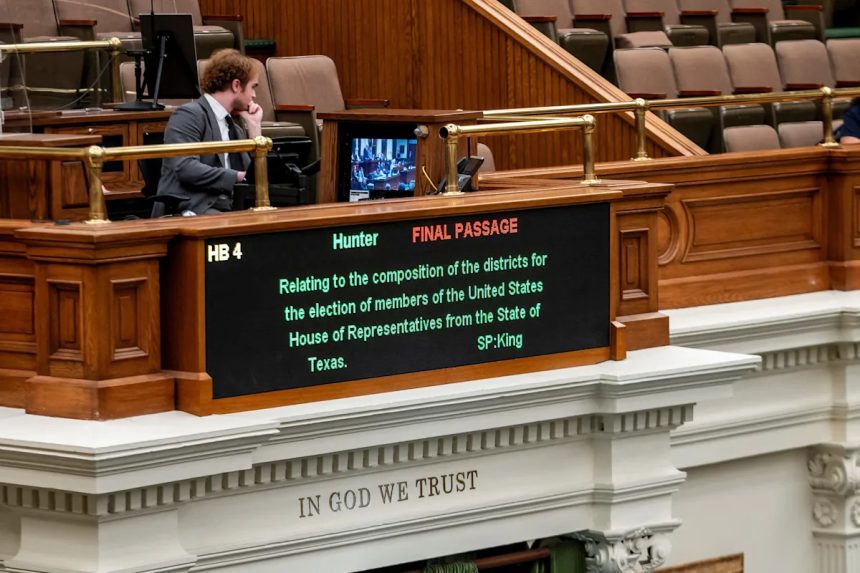 HB 4 Hunter FINAL PASSAGE
Relating to the composition of the districts for
the election of members of the United States
House of Representatives from the State of
Texas. SP:King
IN GOD WE TRUST